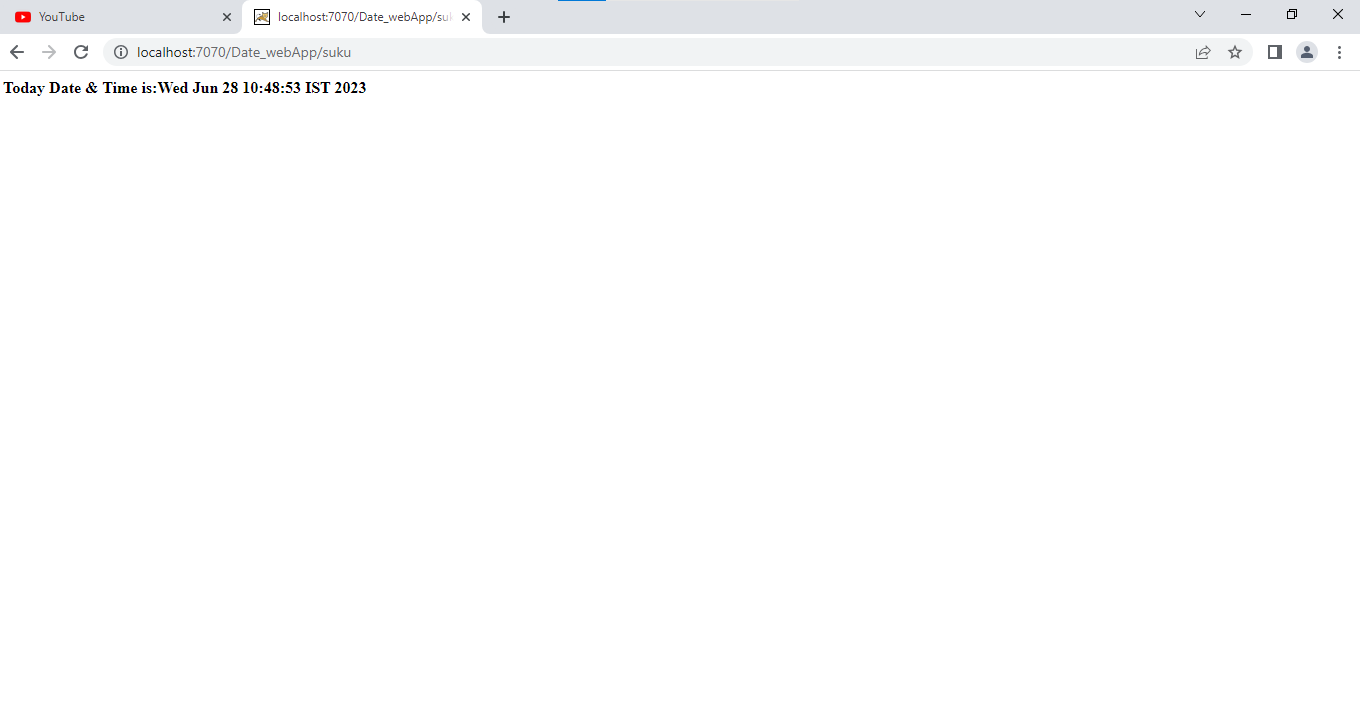 YouTube
localhost:7070/Date_webApp/suk
localhost:7070/Date_webApp/suku
Today Date & Time is:Wed Jun 28 10:48:53 IST 2023